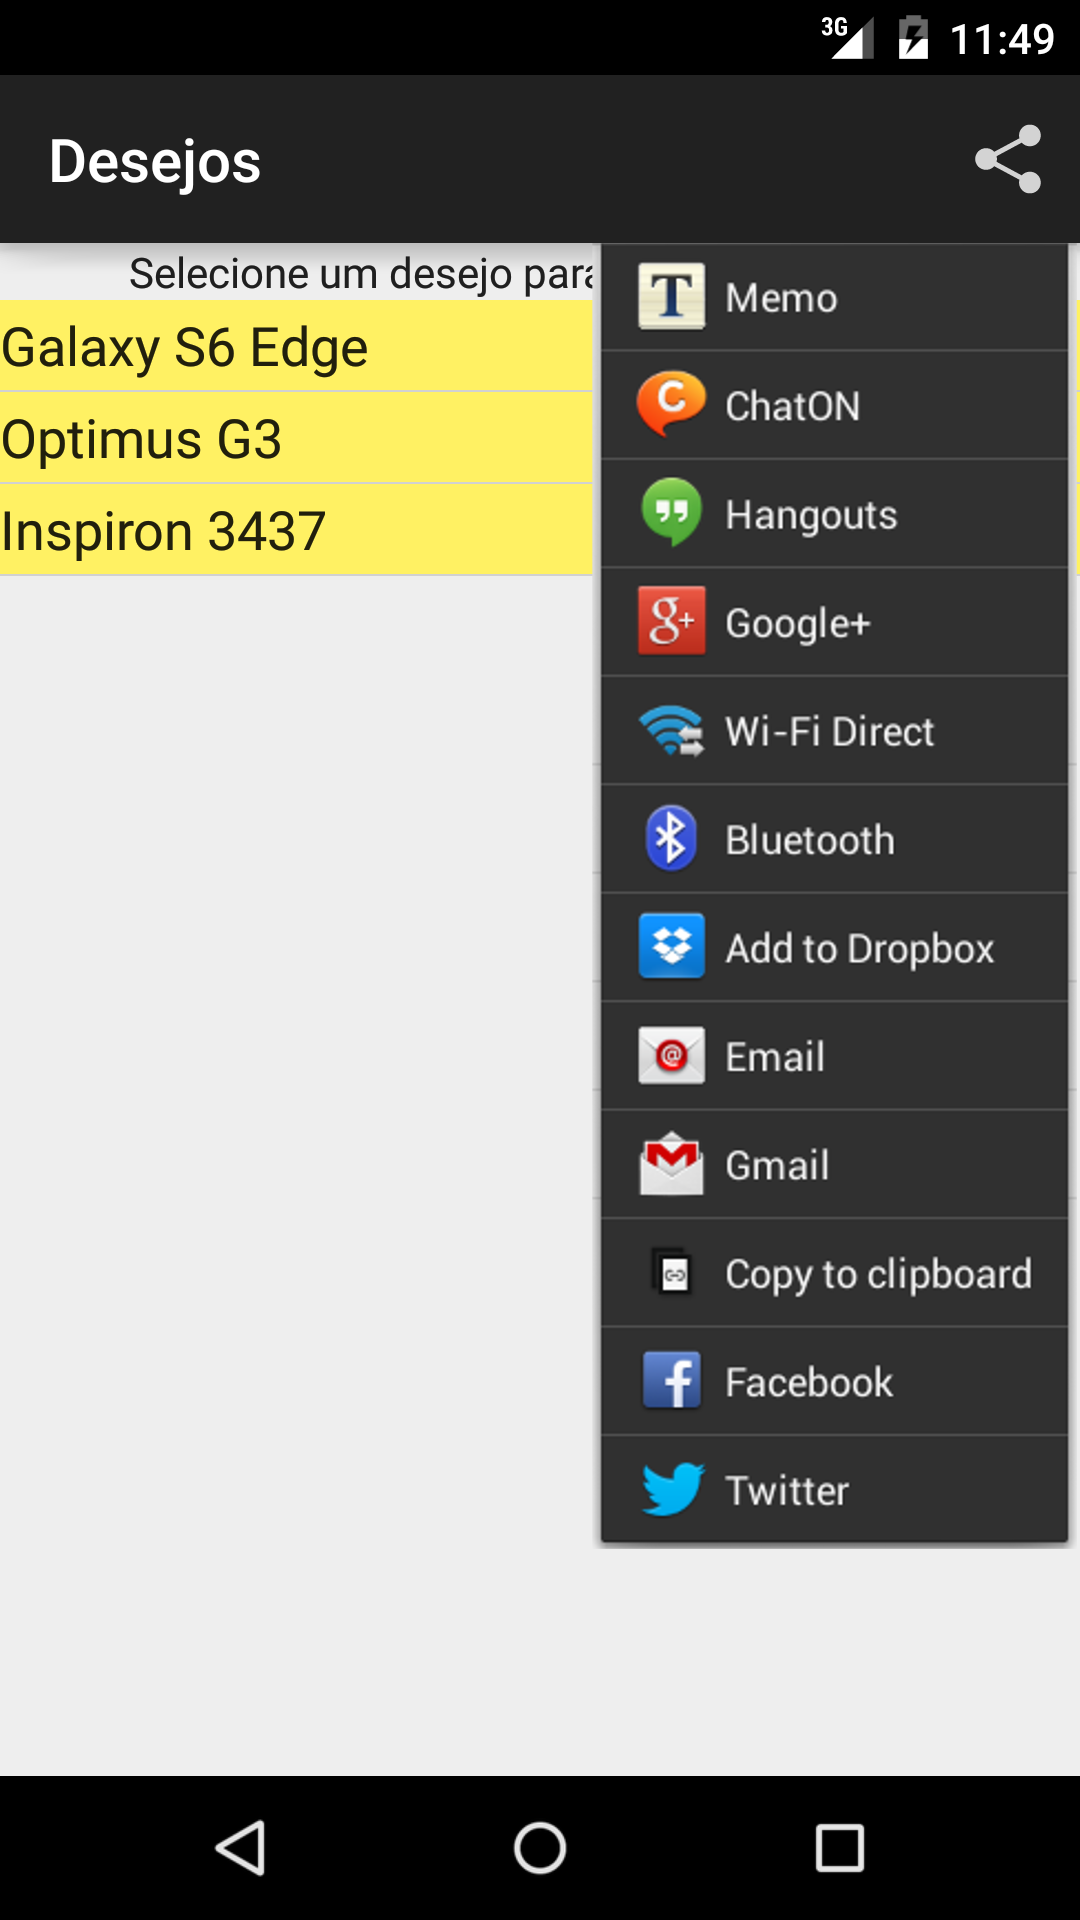 3G 11:49
Desejos
Selecione um desejo para
Galaxy S6 Edge
Optimus G3
Inspiron 3437
T Memo
C ChatON
Hangouts
g+ Google+
Wi-Fi Direct
Bluetooth
Add to Dropbox
@ Email
M Gmail
Copy to clipboard
f Facebook
Twitter